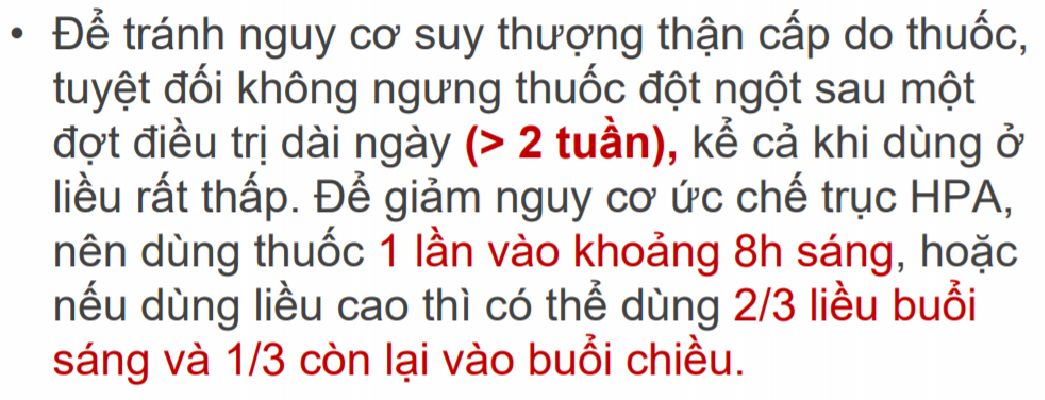 • Để tránh nguy cơ suy thượng thận cấp do thuốc,
tuyệt đối không ngưng thuốc đột ngột sau một
đợt điều trị dài ngày (> 2 tuần), kể cả khi dùng ở
liều rất thấp. Để giảm nguy cơ ức chế trục HPA,
nên dùng thuốc 1 lần vào khoảng 8h sáng, hoặc
nếu dùng liều cao thì có thể dùng 2/3 liều buổi
sáng và 1/3 còn lại vào buổi chiều.